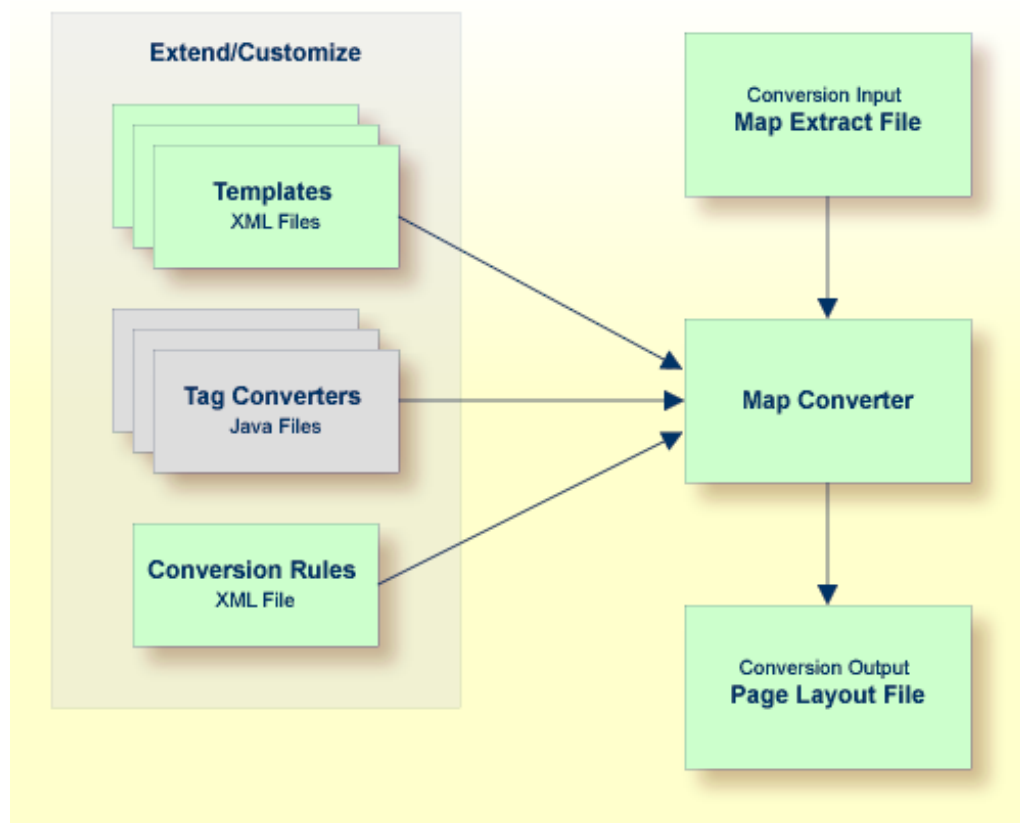 Extend/Customize
Templates
XML Files
Tag Converters
Java Files
Conversion Rules
XML File
Conversion Input
Map Extract File
Map Converter
Conversion Output
Page Layout File